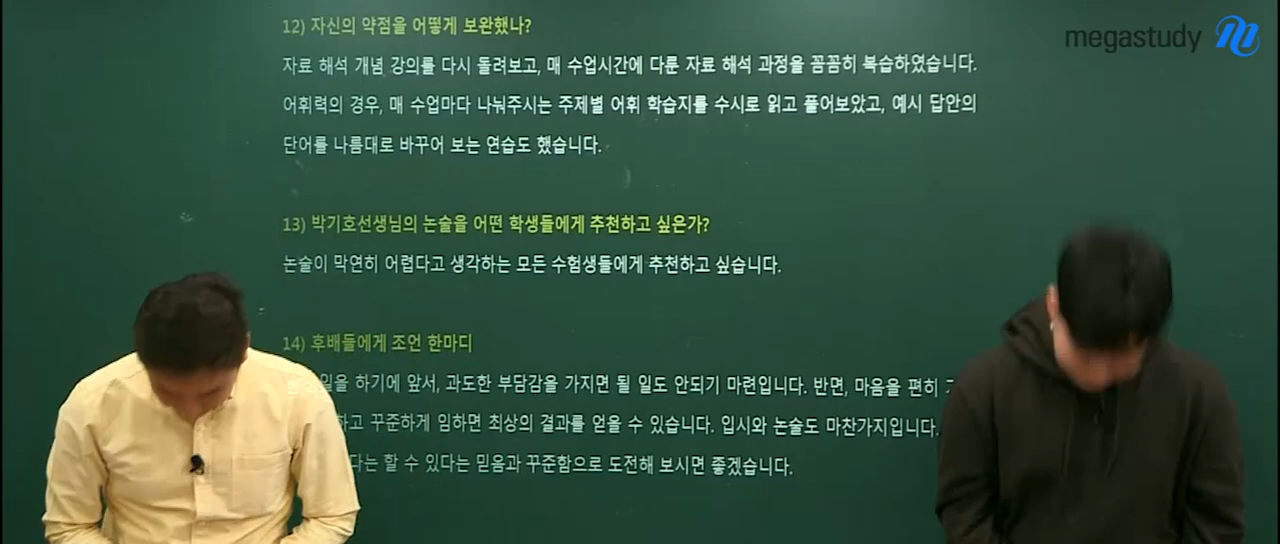 megastudy
12) 자신의 약점을 어떻게 보완했나?
자료 해석 개념 강의를 다시 돌려보고, 매 수업시간에 다룬 자료 해석 과정을 꼼꼼히 복습하였습니다.
어휘력의 경우, 매 수업마다 나눠주시는 주제별 어휘 학습지를 수시로 읽고 풀어보았고, 예시 답안의
단어를 나름대로 바꾸어 보는 연습도 했습니다.
13) 박기호선생님의 논술을 어떤 학생들에게 추천하고 싶은가?
논술이 막연히 어렵다고 생각하는 모든 수험생들에게 추천하고 싶습니다.
14) 후배들에게 조언 한마디
하기에 앞서, 과도한 부담감을 가지면 될 일도 안되기 마련입니다. 반면, 마음을 편히
꾸준하게 임하면 최상의 결과를 얻을 수 있습니다. 입시와 논술도 마찬가지입니다.
할 수 있다는 믿음과 꾸준함으로 도전해 보시면 좋겠습니다.